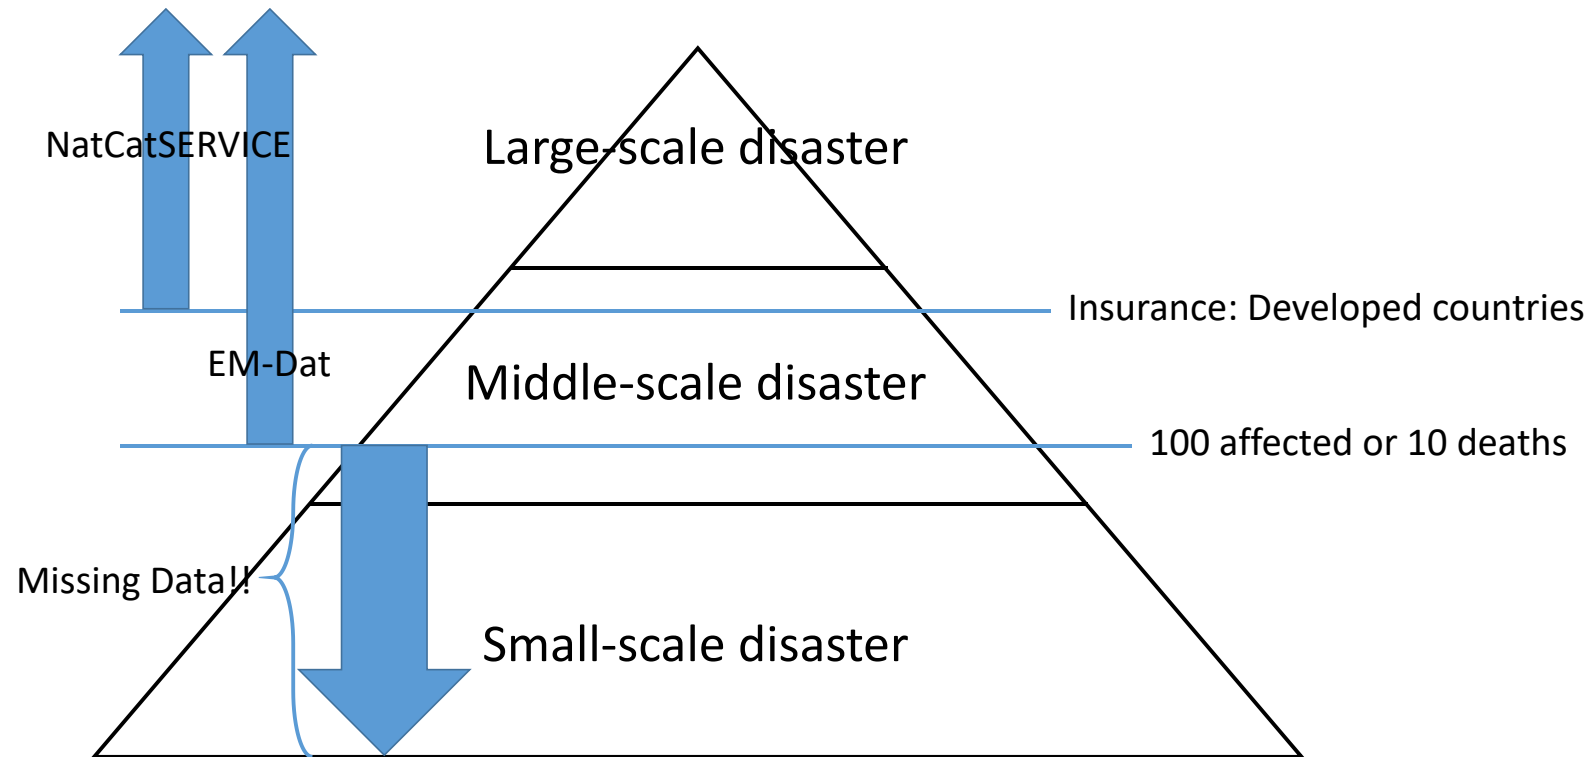 NatCatSERVICE
Large-scale disaster
Insurance: Developed countries
EM-Dat
Middle-scale disaster
100 affected or 10 deaths
Missing Data!!
Small-scale disaster